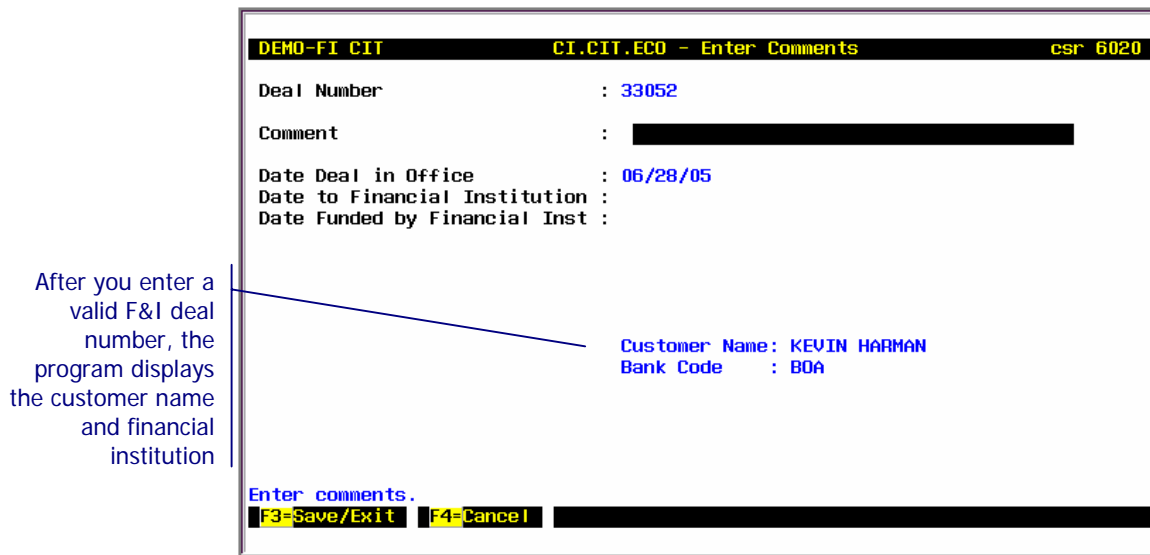 DEMO-FI CIT CI.CIT.ECO - Enter Comments csr 6020
Deal Number : 33052
Comment :
Date Deal in Office : 06/28/05
Date to Financial Institution :
Date Funded by Financial Inst :
After you enter a
valid F&I deal
number, the
program displays
the customer name
and financial
institution
Customer Name: KEVIN HARMAN
Bank Code : BOA
Enter comments.
F3=Save/Exit F4=Cancel